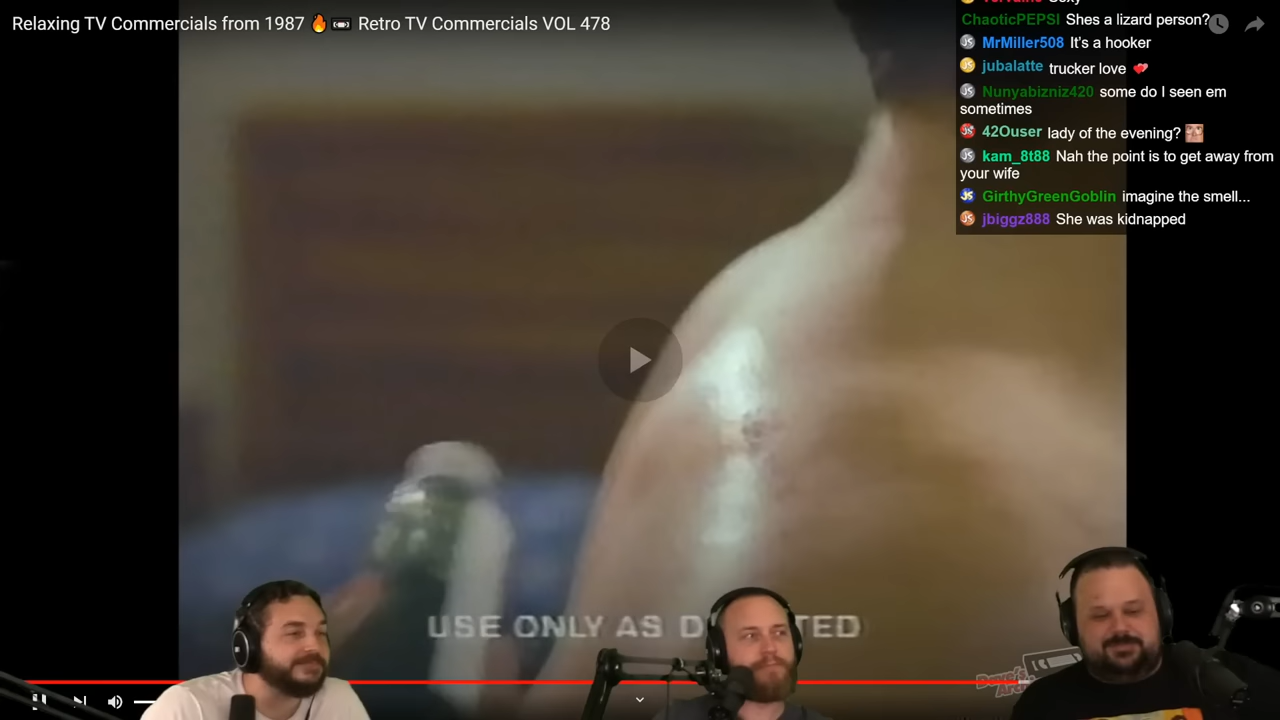 Relaxing TV Commercials from 1987 🔥📼 Retro TV Commercials VOL 478
ChaoticPEPSI Shes a lizard person?
MrMiller508 It's a hooker
jubalatte trucker love
Nunyabizniz420 some do I seen em
sometimes
42Ouser lady of the evening?
kam_8t88 Nah the point is to get away from
your wife
GirthyGreenGoblin imagine the smell...
jbiggz888 She was kidnapped
USE ONLY AS